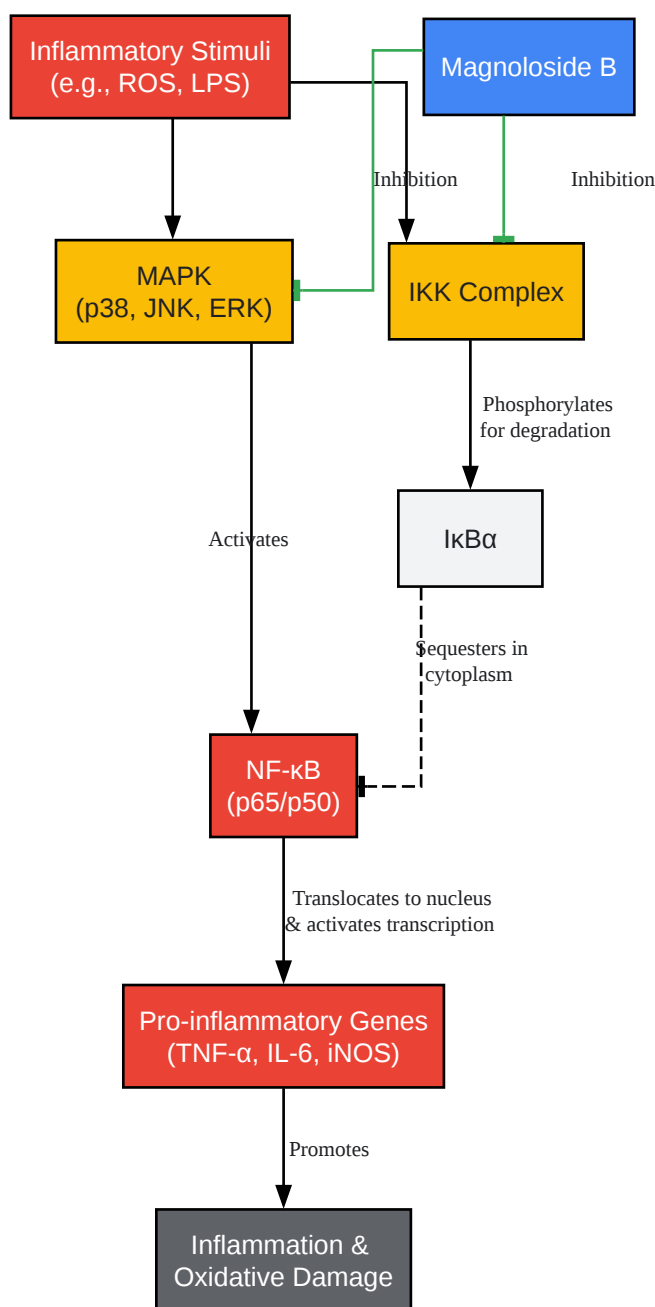 Inflammatory Stimuli
(e.g., ROS, LPS)
Magnoloside B
Inhibition
Inhibition
MAPK
(p38, JNK, ERK)
IKK Complex
Phosphorylates
for degradation
IκBα
Activates
Sequesters in
cytoplasm
NF-κB
(p65/p50)
Translocates to nucleus
& activates transcription
Pro-inflammatory Genes
(TNF-α, IL-6, iNOS)
Promotes
Inflammation &
Oxidative Damage